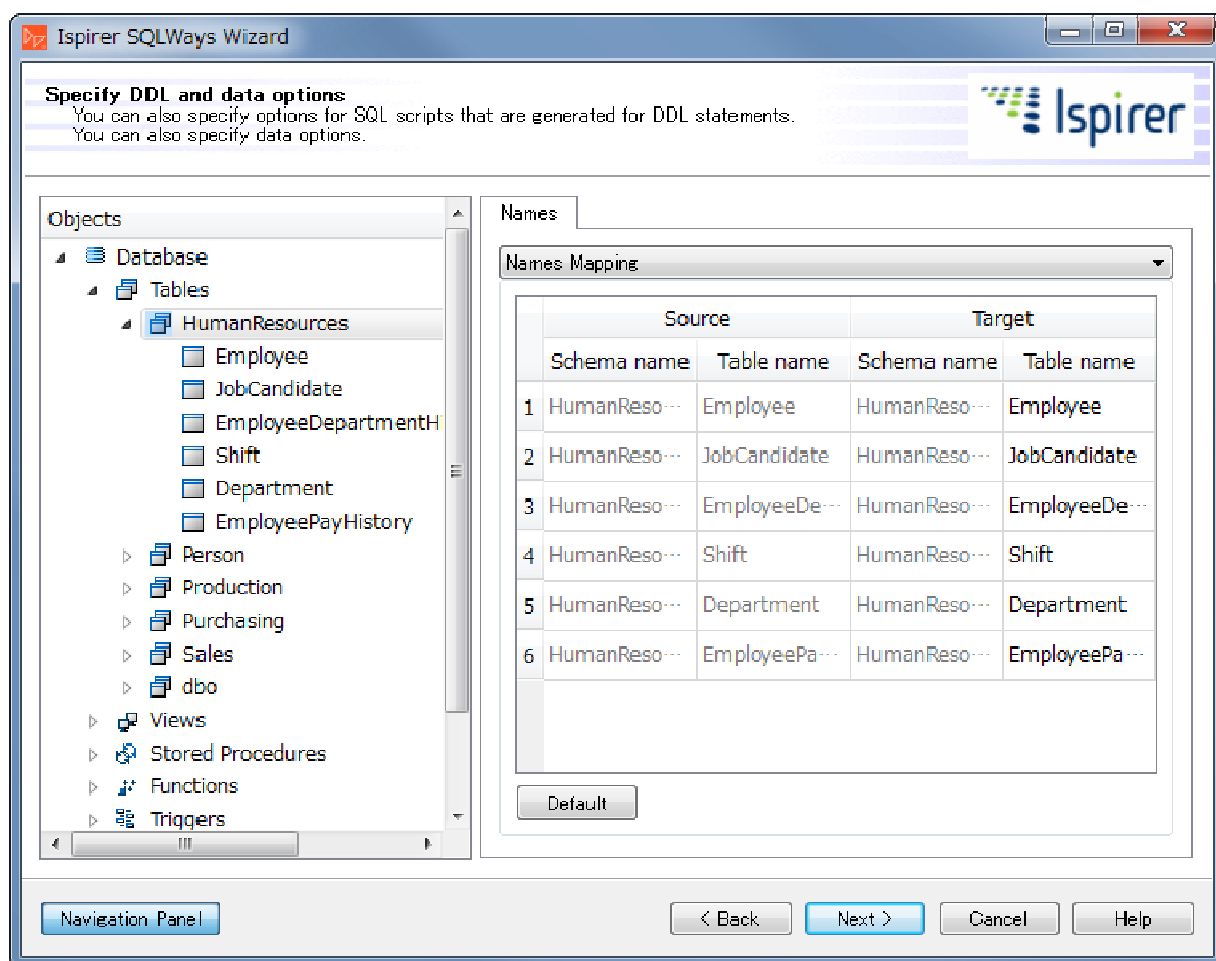 Ispirer SQLWays Wizard
Specify DDL and data options
You can also specify options for SQL scripts that are generated for DDL statements.
You can also specify data options.
Ispirer
Objects
Database
Tables
HumanResources
Employee
JobCandidate
EmployeeDepartmentH
Shift
Department
EmployeePayHistory
Person
Production
Purchasing
Sales
dbo
Views
Stored Procedures
Functions
Triggers
Names
Names Mapping
Source Target
Schema name Table name Schema name Table name
1 HumanReso... Employee HumanReso... Employee
2 HumanReso... JobCandidate HumanReso... JobCandidate
3 HumanReso... EmployeeDe... HumanReso... EmployeeDe...
4 HumanReso... Shift HumanReso... Shift
5 HumanReso... Department HumanReso... Department
6 HumanReso... EmployeePa... HumanReso... EmployeePa...
Default
Navigation Panel < Back Next > Cancel Help